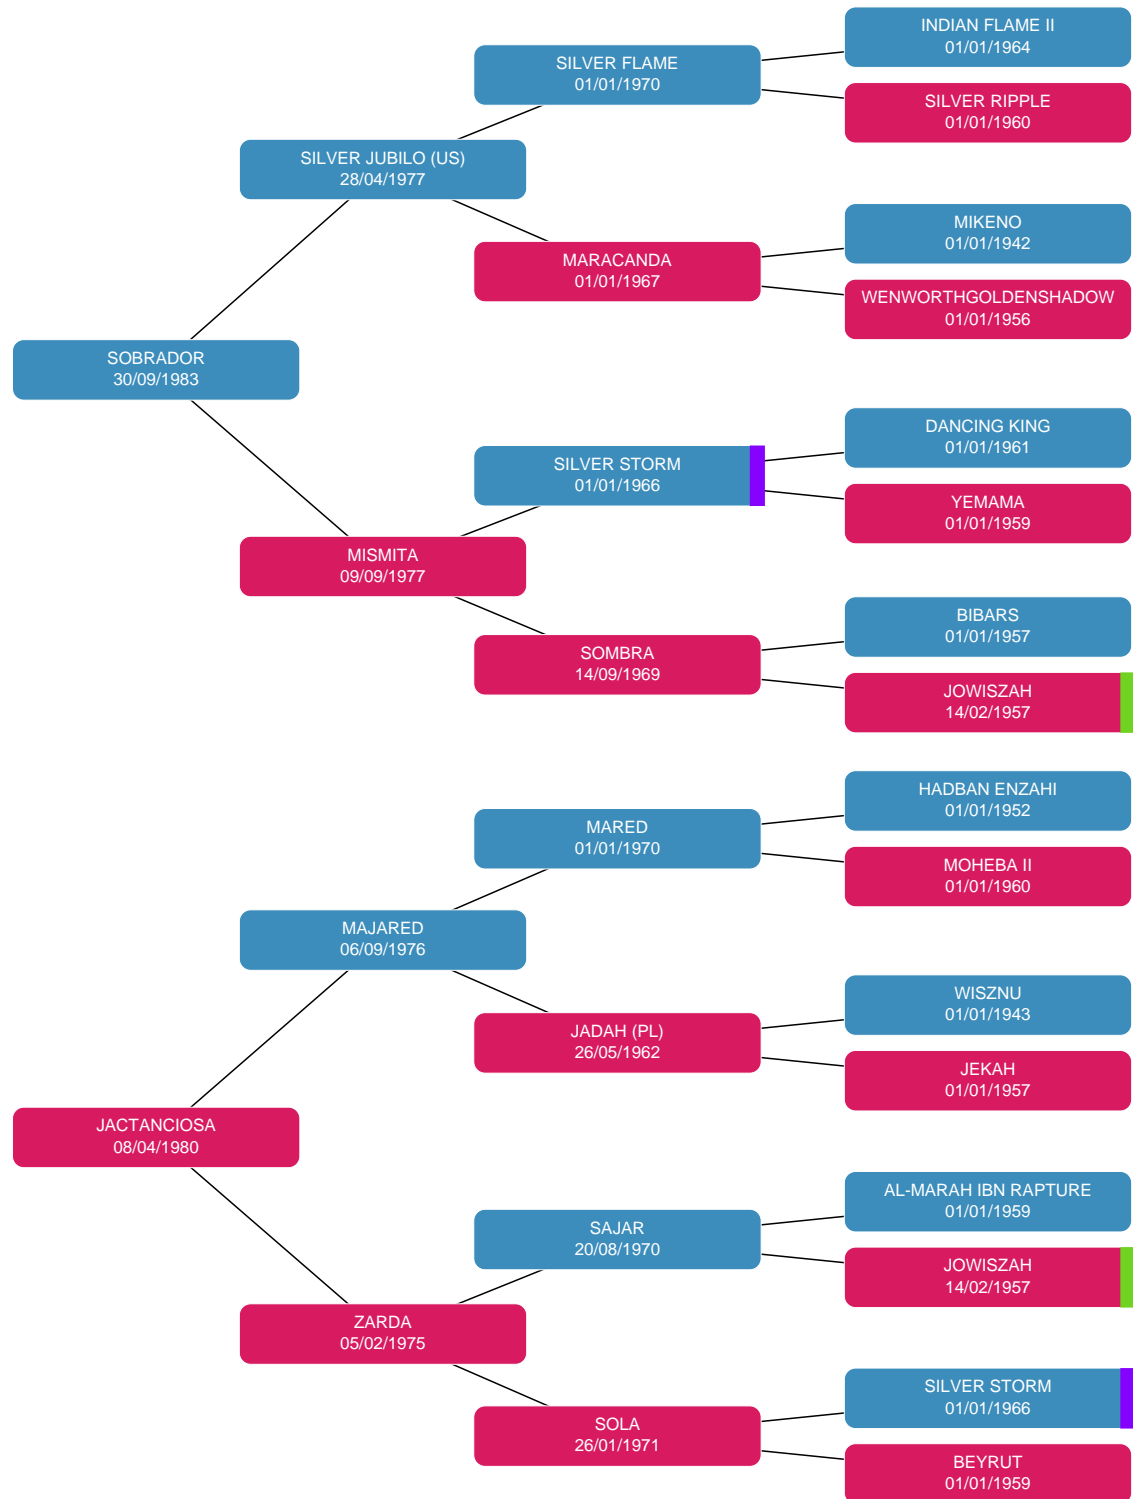 INDIAN FLAME II
01/01/1964
SILVER FLAME
01/01/1970
SILVER RIPPLE
01/01/1960
SILVER JUBILO (US)
28/04/1977
MIKENO
01/01/1942
MARACANDA
01/01/1967
WENWORTHGOLDENSHADOW
01/01/1956
SOBRADOR
30/09/1983
DANCING KING
01/01/1961
SILVER STORM
01/01/1966
YEMAMA
01/01/1959
MISMITA
09/09/1977
BIBARS
01/01/1957
SOMBRA
14/09/1969
JOWISZAH
14/02/1957
HADBAN ENZAHI
01/01/1952
MARED
01/01/1970
MOHEBA II
01/01/1960
MAJARED
06/09/1976
WISZNU
01/01/1943
JADAH (PL)
26/05/1962
JEKAH
01/01/1957
JACTANCIOSA
08/04/1980
AL-MARAH IBN RAPTURE
01/01/1959
SAJAR
20/08/1970
JOWISZAH
14/02/1957
ZARDA
05/02/1975
SILVER STORM
01/01/1966
SOLA
26/01/1971
BEYRUT
01/01/1959